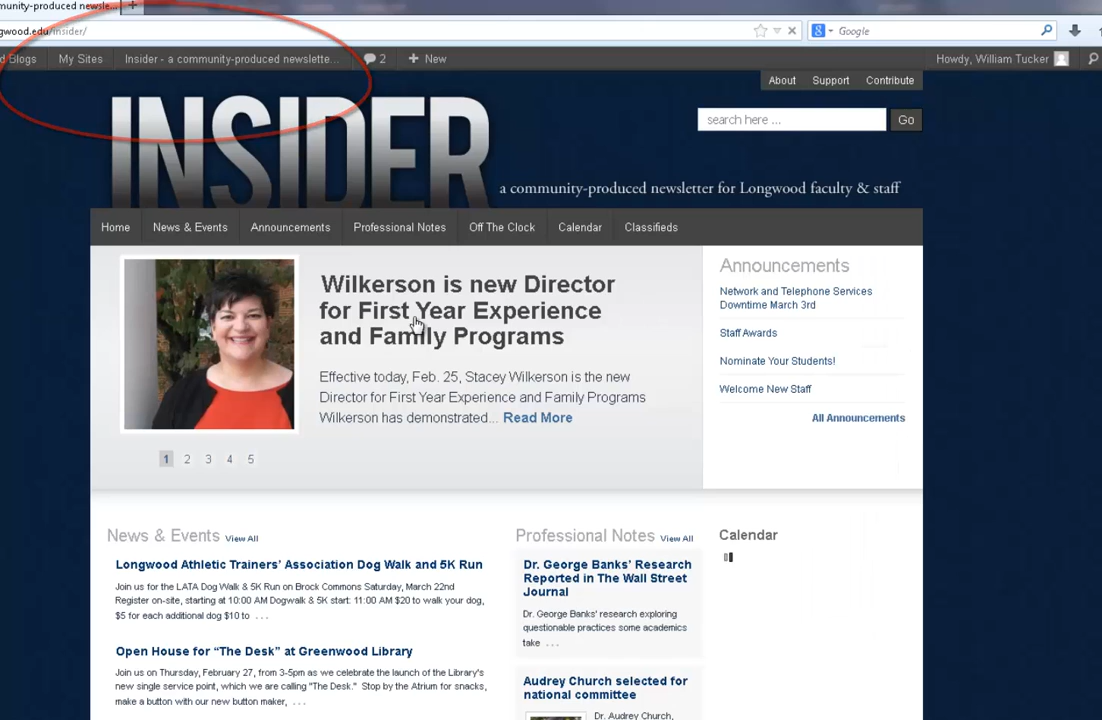 munity-produced newsle...
gwood.edu/insider/
Google
d Blogs My Sites Insider - a community-produced newslette... 2 New Howdy, William Tucker
About Support Contribute
INSIDER
search here ... Go
a community-produced newsletter for Longwood faculty & staff
Home News & Events Announcements Professional Notes Off The Clock Calendar Classifieds
Wilkerson is new Director
for First Year Experience
and Family Programs
Effective today, Feb. 25, Stacey Wilkerson is the new
Director for First Year Experience and Family Programs
Wilkerson has demonstrated... Read More
1 2 3 4 5
Announcements
Network and Telephone Services
Downtime March 3rd
Staff Awards
Nominate Your Students!
Welcome New Staff
All Announcements
News & Events View All
Longwood Athletic Trainers' Association Dog Walk and 5K Run
Join us for the LATA Dog Walk & 5K Run on Brock Commons Saturday, March 22nd
Register on-site, starting at 10:00 AM Dogwalk & 5K start: 11:00 AM $20 to walk your dog,
$5 for each additional dog $10 to ...
Open House for “The Desk” at Greenwood Library
Join us on Thursday, February 27, from 3-5pm as we celebrate the launch of the Library's
new single service point, which we are calling "The Desk." Stop by the Atrium for snacks,
make a button with our new button maker, ...
Professional Notes View All
Dr. George Banks' Research
Reported in The Wall Street
Journal
Dr. George Banks' research exploring
questionable practices some academics
take ...
Audrey Church selected for
national committee
Dr. Audrey Church,
Calendar